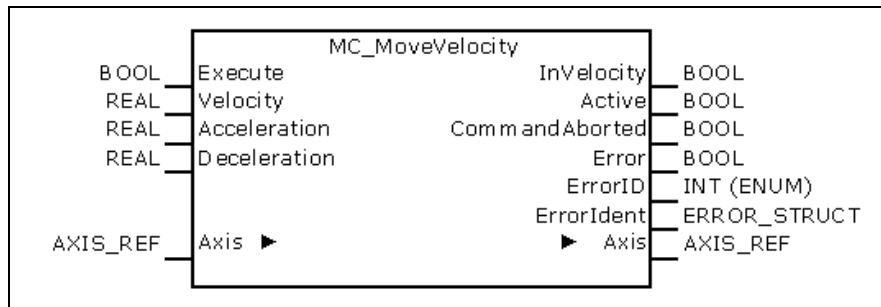 MC_MoveVelocity
BOOL Execute InVelocity BOOL
REAL Velocity Active BOOL
REAL Acceleration CommandAborted BOOL
REAL Deceleration Error BOOL
ErrorID INT (ENUM)
ErrorIdent ERROR_STRUCT
AXIS_REF Axis ► ► Axis AXIS_REF